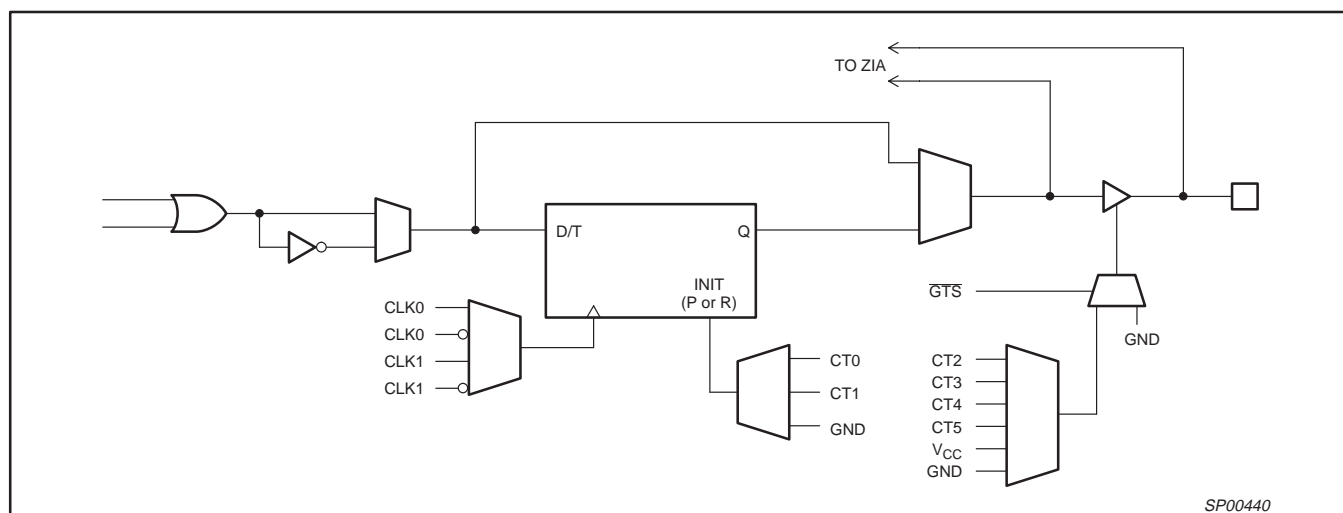 TO ZIA
D/T
Q
INIT
(P or R)
CLK0
CLK0
CLK1
CLK1
CT0
CT1
GND
GTS
GND
CT2
CT3
CT4
CT5
VCC
GND
SP00440